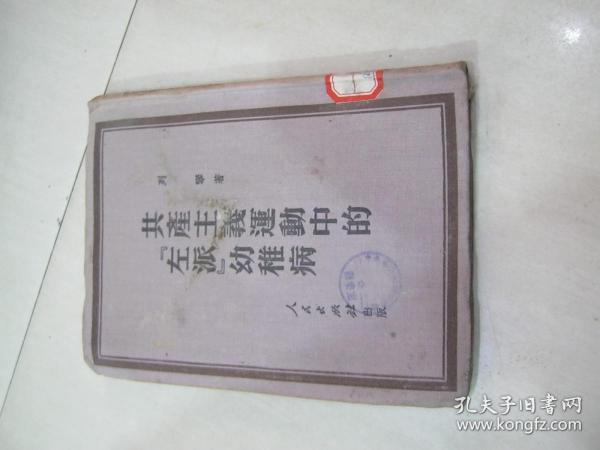 列寧著
共產主義運動中的
『左派』幼稚病
人民出版社出版
孔夫子旧书网
www.kongfz.com